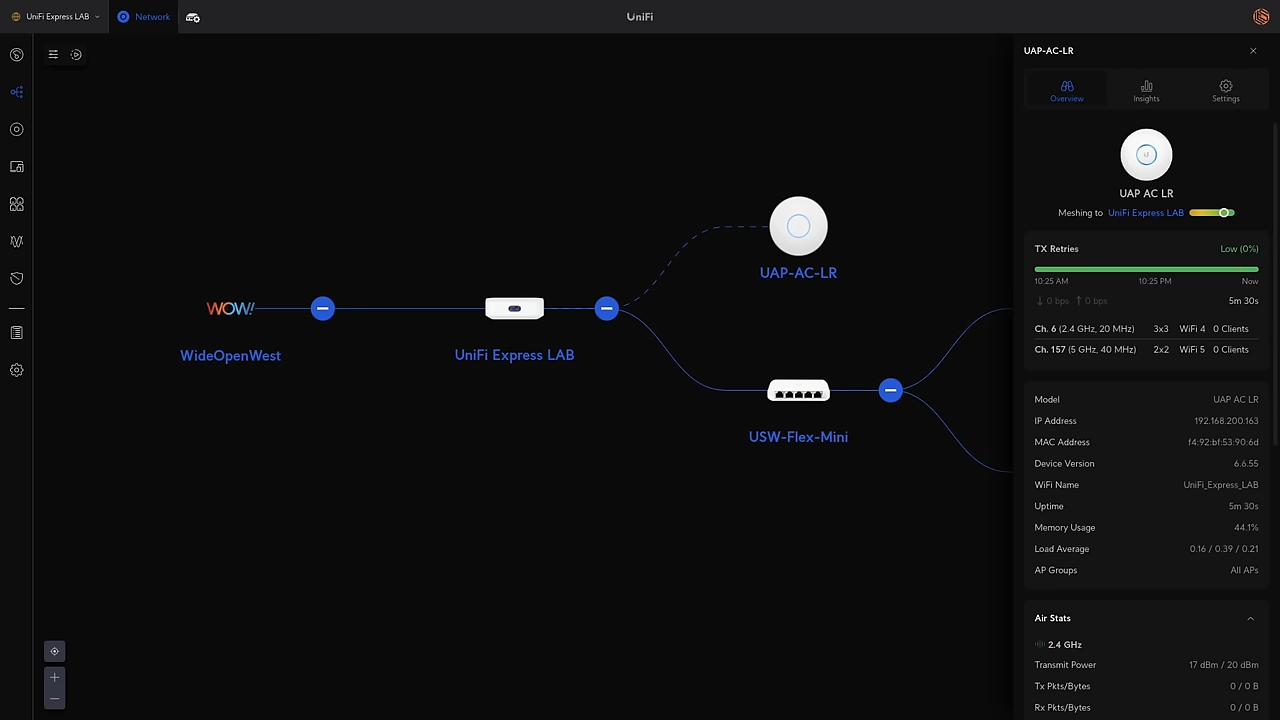 UniFi Express LAB
Network
UniFi
WOW!
WideOpenWest
UniFi Express LAB
UAP-AC-LR
USW-Flex-Mini
UAP-AC-LR
Overview
Insights
Settings
UAP AC LR
Meshing to UniFi Express LAB
TX Retries Low (0%)
10:25 AM 10:25 PM Now
0 bps 0 bps 5m 30s
Ch. 6 (2.4 GHz, 20 MHz) 3x3 WiFi 4 0 Clients
Ch. 157 (5 GHz, 40 MHz) 2x2 WiFi 5 0 Clients
Model UAP AC LR
IP Address 192.168.200.163
MAC Address f4:92:bf:53:90:6d
Device Version 6.6.55
WiFi Name UniFi_Express_LAB
Uptime 5m 30s
Memory Usage 44.1%
Load Average 0.16 / 0.39 / 0.21
AP Groups All APs
Air Stats
2.4 GHz
Transmit Power 17 dBm / 20 dBm
Tx Pkts/Bytes 0 / 0 B
Rx Pkts/Bytes 0 / 0 B